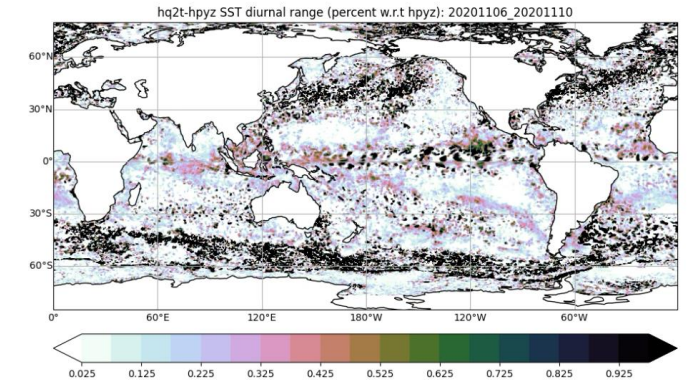 hq2t-hpyz SST diurnal range (percent w.r.t hpyz): 20201106_20201110
60°N
30°N
0°
30°S
60°S
0° 60°E 120°E 180°W 120°W 60°W
0.025 0.125 0.225 0.325 0.425 0.525 0.625 0.725 0.825 0.925